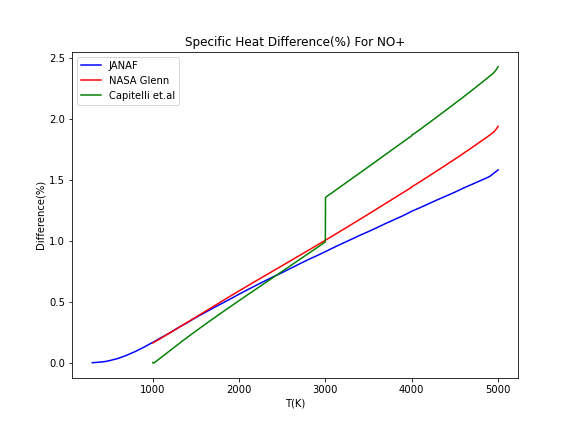 Specific Heat Difference(%) For NO+
JANAF
NASA Glenn
Capitelli et.al
Difference(%)
2.5
2.0
1.5
1.0
0.5
0.0
1000 2000 3000 4000 5000
T(K)